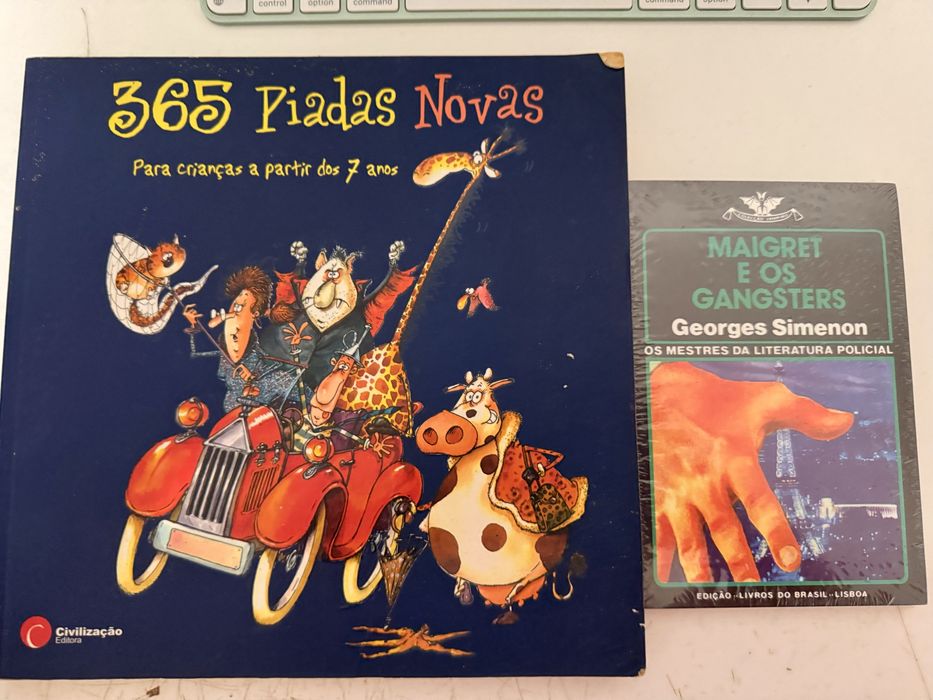 control
option
command
command
option
365 Piadas Novas
Para crianças a partir dos 7 anos
Civilização
Editora
MAIGRET
E OS
GANGSTERS
Georges Simenon
OS MESTRES DA LITERATURA POLICIAL
EDIÇÃO··LIVROS DO BRASIL··LISBOA